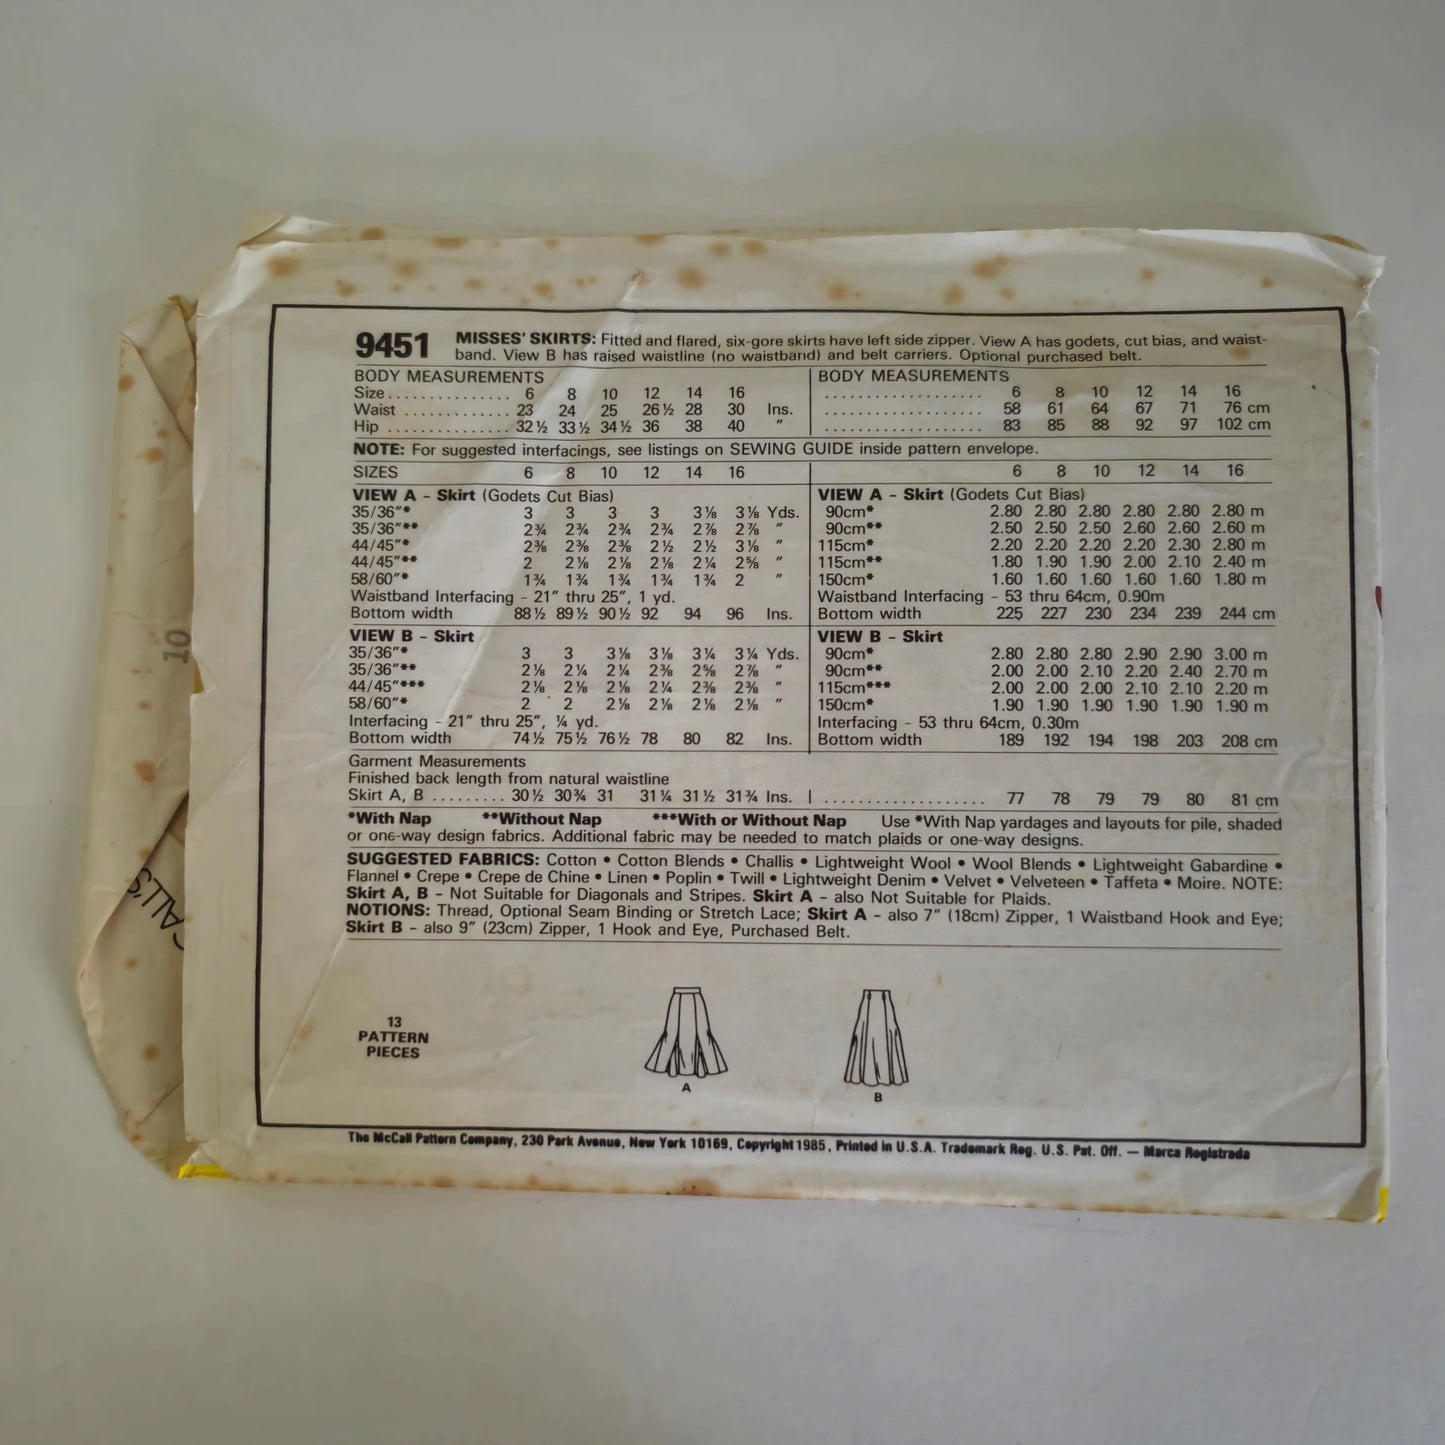 9451 MISSES' SKIRTS: Fitted and flared, six-gore skirts have left side zipper. View A has godets, cut bias, and waist-
band. View B has raised waistline (no waistband) and belt carriers. Optional purchased belt.
BODY MEASUREMENTS BODY MEASUREMENTS
Size............... 6 8 10 12 14 16 ................... 6 8 10 12 14 16
Waist ............. 23 24 25 26½ 28 30 Ins. ................... 58 61 64 67 71 76 cm
Hip ............... 32½ 33½ 34½ 36 38 40 " ................... 83 85 88 92 97 102 cm
NOTE: For suggested interfacings, see listings on SEWING GUIDE inside pattern envelope.
SIZES 6 8 10 12 14 16 6 8 10 12 14 16
VIEW A – Skirt (Godets Cut Bias) VIEW A – Skirt (Godets Cut Bias)
35/36"* 3 3 3 3 3⅛ 3⅛ Yds. 90cm* 2.80 2.80 2.80 2.80 2.80 2.80 m
35/36"** 2¾ 2¾ 2¾ 2¾ 2⅞ 2⅞ " 90cm** 2.50 2.50 2.50 2.60 2.60 2.60 m
44/45"* 2⅜ 2⅜ 2⅜ 2½ 2½ 3⅛ " 115cm* 2.20 2.20 2.20 2.20 2.30 2.80 m
44/45"** 2 2⅛ 2⅛ 2⅛ 2¼ 2⅝ " 115cm** 1.80 1.90 1.90 2.00 2.10 2.40 m
58/60"* 1¾ 1¾ 1¾ 1¾ 1¾ 2 " 150cm* 1.60 1.60 1.60 1.60 1.60 1.80 m
Waistband Interfacing – 21" thru 25", 1 yd. Waistband Interfacing – 53 thru 64cm, 0.90m
Bottom width 88½ 89½ 90½ 92 94 96 Ins. Bottom width 225 227 230 234 239 244 cm
VIEW B – Skirt VIEW B – Skirt
35/36"* 3 3 3⅛ 3⅛ 3¼ 3¼ Yds. 90cm* 2.80 2.80 2.80 2.90 2.90 3.00 m
35/36"** 2⅛ 2¼ 2¼ 2⅜ 2⅝ 2⅞ " 90cm** 2.00 2.00 2.10 2.20 2.40 2.70 m
44/45"*** 2⅛ 2⅛ 2⅛ 2¼ 2⅜ 2⅜ " 115cm*** 2.00 2.00 2.00 2.10 2.10 2.20 m
58/60"* 2 2 2⅛ 2⅛ 2⅛ 2⅛ " 150cm* 1.90 1.90 1.90 1.90 1.90 1.90 m
Interfacing – 21" thru 25", ¼ yd. Interfacing – 53 thru 64cm, 0.30m
Bottom width 74½ 75½ 76½ 78 80 82 Ins. Bottom width 189 192 194 198 203 208 cm
Garment Measurements
Finished back length from natural waistline
Skirt A, B ......... 30½ 30¾ 31 31¼ 31½ 31¾ Ins. ................... 77 78 79 79 80 81 cm
*With Nap **Without Nap ***With or Without Nap Use *With Nap yardages and layouts for pile, shaded
or one-way design fabrics. Additional fabric may be needed to match plaids or one-way designs.
SUGGESTED FABRICS: Cotton • Cotton Blends • Challis • Lightweight Wool • Wool Blends • Lightweight Gabardine •
Flannel • Crepe • Crepe de Chine • Linen • Poplin • Twill • Lightweight Denim • Velvet • Velveteen • Taffeta • Moire. NOTE:
Skirt A, B – Not Suitable for Diagonals and Stripes. Skirt A – also Not Suitable for Plaids.
NOTIONS: Thread, Optional Seam Binding or Stretch Lace; Skirt A – also 7" (18cm) Zipper, 1 Waistband Hook and Eye;
Skirt B – also 9" (23cm) Zipper, 1 Hook and Eye, Purchased Belt.
13
PATTERN
PIECES
A
B
The McCall Pattern Company, 230 Park Avenue, New York 10169, Copyright 1985, Printed in U.S.A. Trademark Reg. U.S. Pat. Off. — Marca Registrada
10
CALL'S